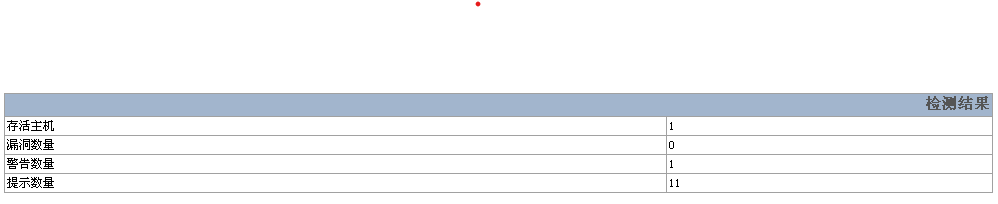 检测结果
存活主机 1
漏洞数量 0
警告数量 1
提示数量 11